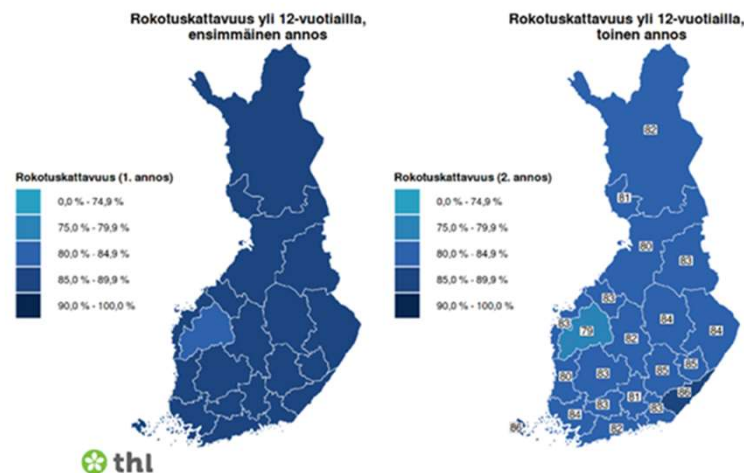 Rokotuskattavuus yli 12-vuotiailla,
ensimmäinen annos
Rokotuskattavuus (1. annos)
0,0 % - 74,9 %
75,0 % - 79,9 %
80,0 % - 84,9 %
85,0 % - 89,9 %
90,0 % - 100,0 %
thl
Rokotuskattavuus yli 12-vuotiailla,
toinen annos
Rokotuskattavuus (2. annos)
0,0 % - 74,9 %
75,0 % - 79,9 %
80,0 % - 84,9 %
85,0 % - 89,9 %
90,0 % - 100,0 %
82
81
80
83
83
83
79
84
84
82
85
85
80
83
86
83
81
83
84
82